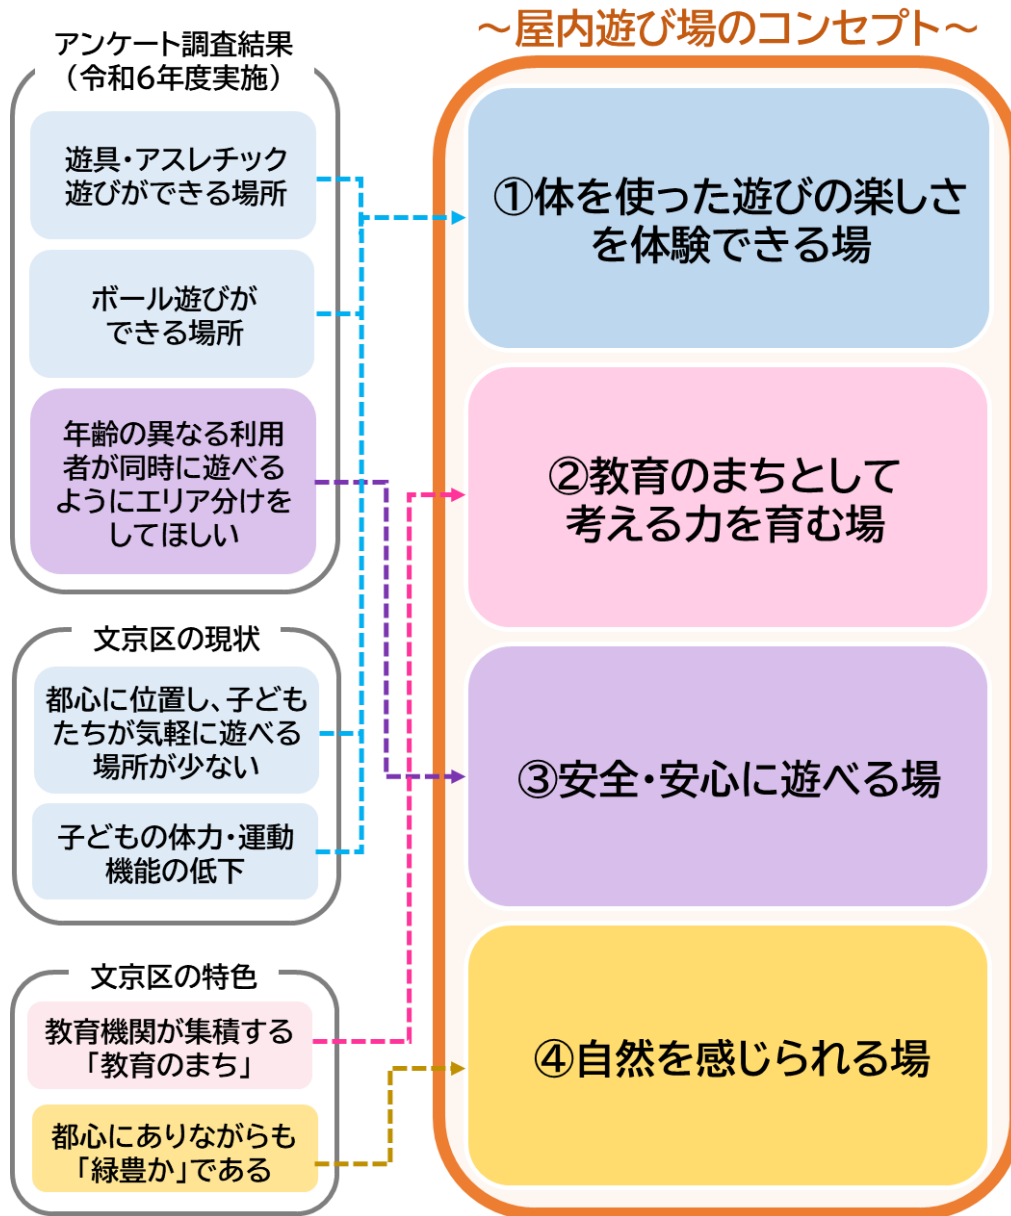 アンケート調査結果
（令和6年度実施）
遊具・アスレチック
遊びができる場所
ボール遊びが
できる場所
年齢の異なる利用
者が同時に遊べる
ようにエリア分けを
してほしい
文京区の現状
都心に位置し、子ども
たちが気軽に遊べる
場所が少ない
子どもの体力・運動
機能の低下
文京区の特色
教育機関が集積する
「教育のまち」
都心にありながらも
「緑豊か」である
～屋内遊び場のコンセプト～
①体を使った遊びの楽しさ
を体験できる場
②教育のまちとして
考える力を育む場
③安全・安心に遊べる場
④自然を感じられる場